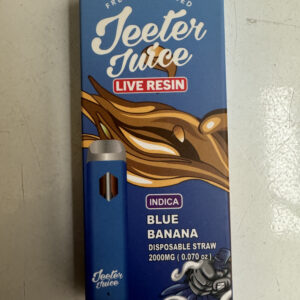 Jeeter
Juice
LIVE RESIN
INDICA
BLUE
BANANA
DISPOSABLE STRAW
2000MG ( 0.070 oz )
Jeeter
Juice